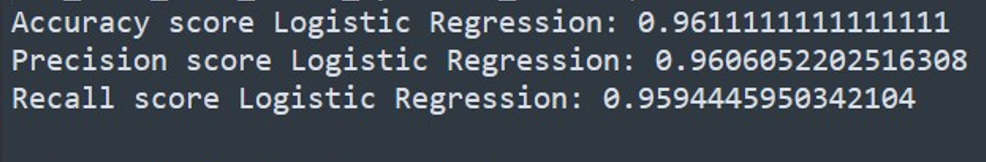 Accuracy score Logistic Regression: 0.9611111111111111
Precision score Logistic Regression: 0.9606052202516308
Recall score Logistic Regression: 0.9594445950342104